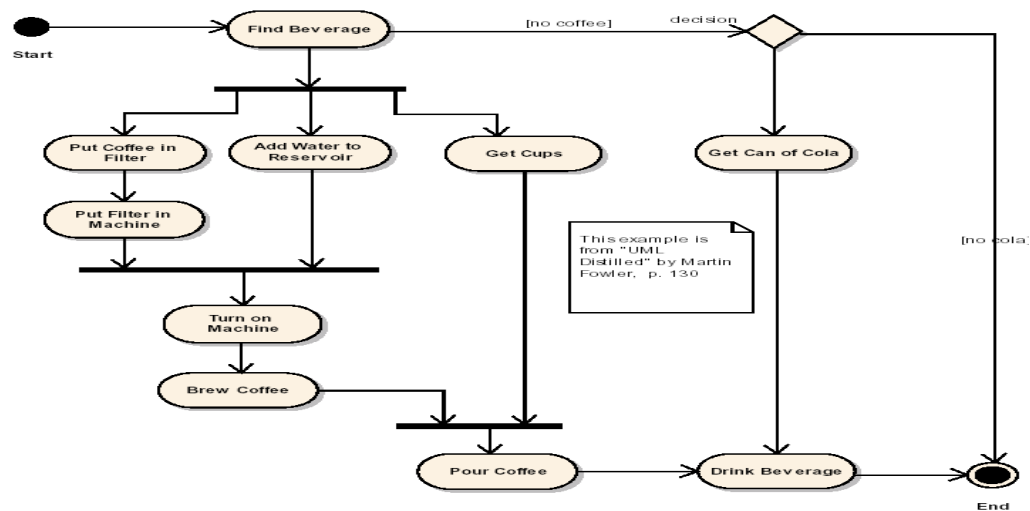 Find Beverage
[no coffee]
decision
Start
Put Coffee in
Filter
Add Water to
Reservoir
Get Cups
Get Can of Cola
Put Filter in
Machine
This example is
from "UML
Distilled" by Martin
Fowler, p. 130
[no cola]
Turn on
Machine
Brew Coffee
Pour Coffee
Drink Beverage
End